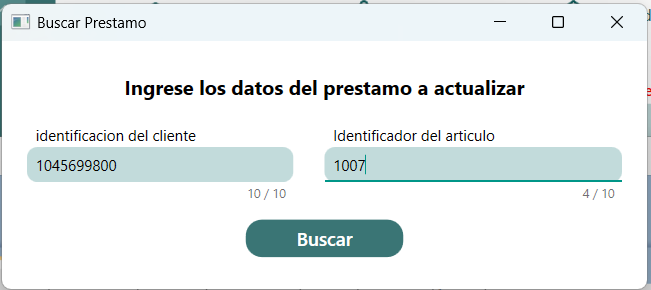 Buscar Prestamo
Ingrese los datos del prestamo a actualizar
identificacion del cliente
Identificador del articulo
1045699800
1007
10 / 10
4 / 10
Buscar